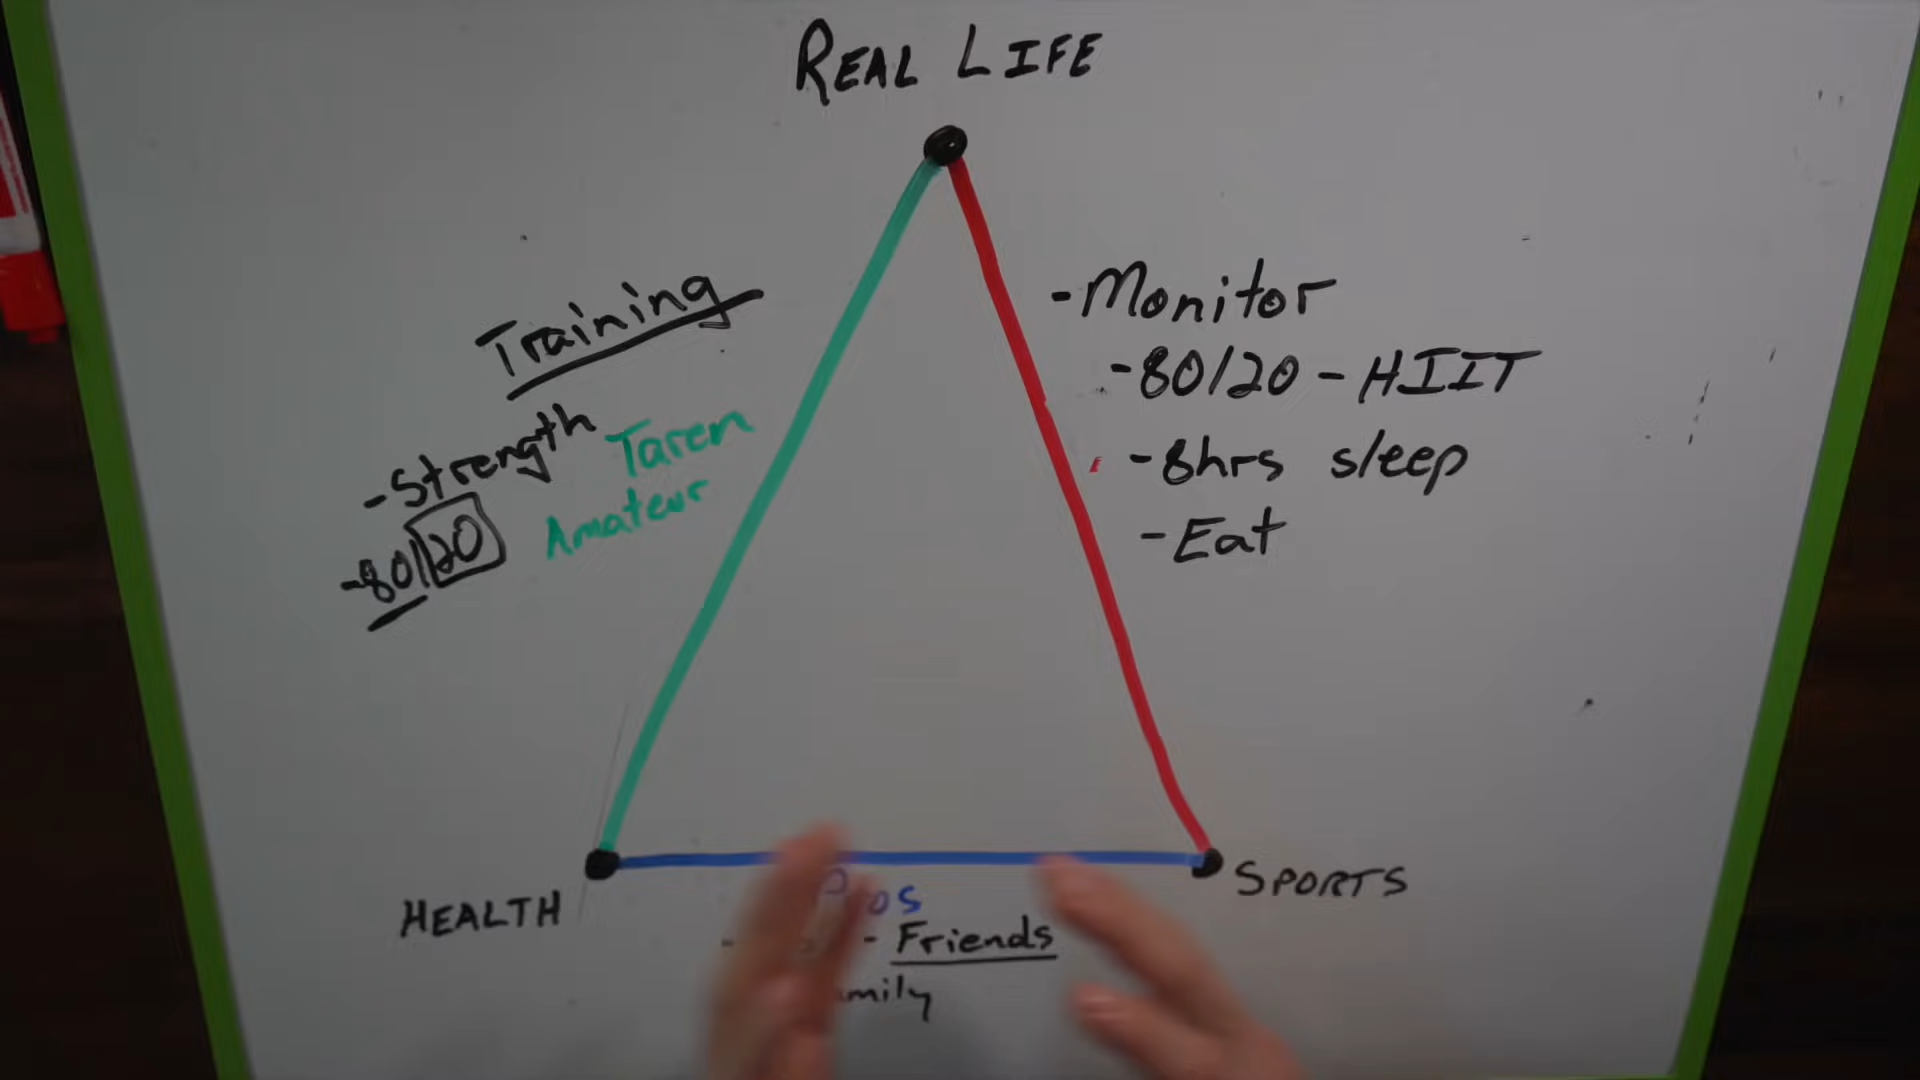 REAL LIFE
Training
-Strength
-80/20
Taren
Amateur
-Monitor
-80/20 - HIIT
-8hrs sleep
-Eat
HEALTH
SPORTS
- Friends